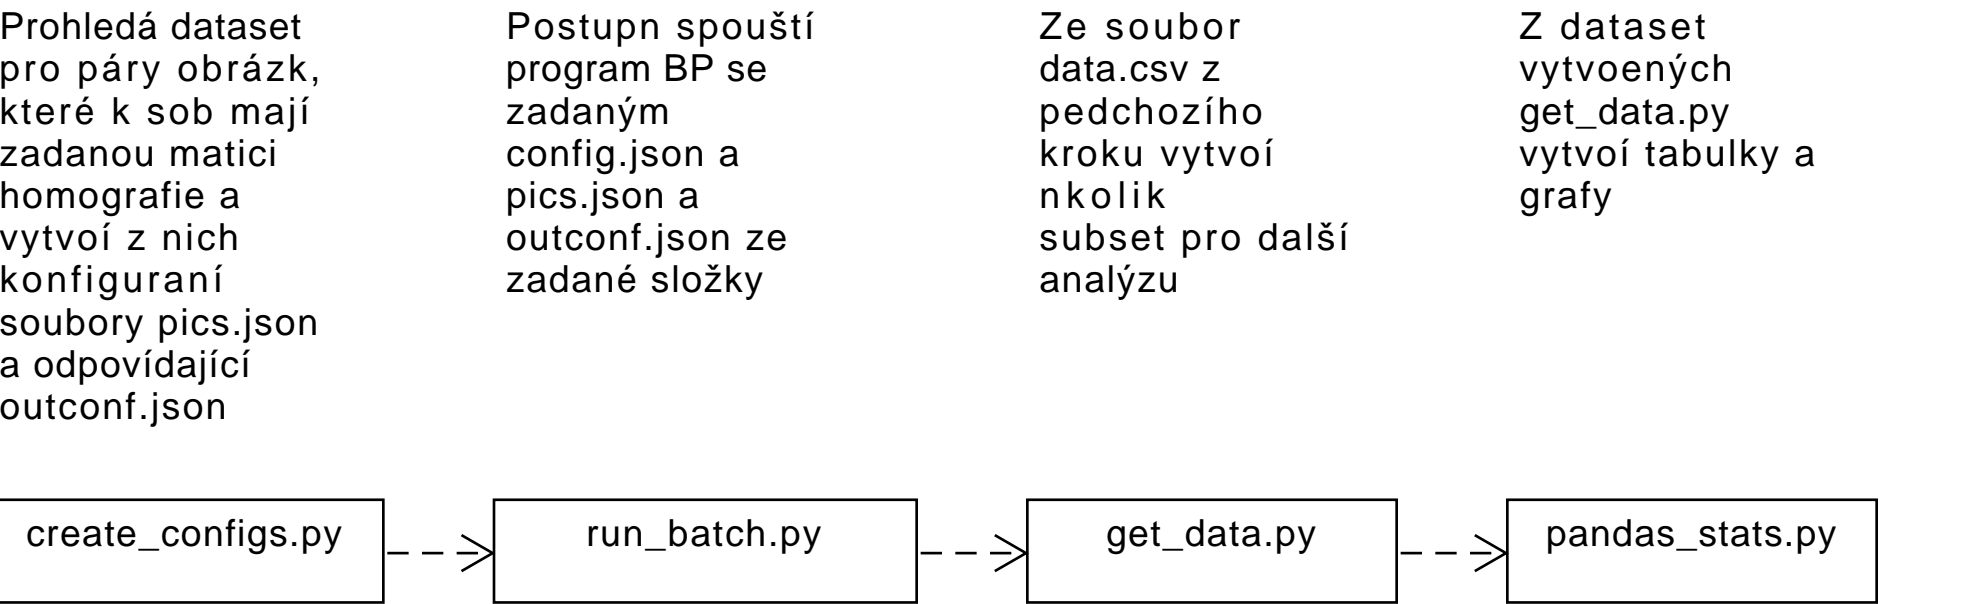 Prohledá dataset
pro páry obrázk,
které k sob mají
zadanou matici
homografie a
vytvoí z nich
konfiguraní
soubory pics.json
a odpovídající
outconf.json
Postupn spouští
program BP se
zadaným
config.json a
pics.json a
outconf.json ze
zadané složky
Ze soubor
data.csv z
pedchozího
kroku vytvoí
nkolik
subset pro další
analýzu
Z dataset
vytvoených
get_data.py
vytvoí tabulky a
grafy
create_configs.py
run_batch.py
get_data.py
pandas_stats.py